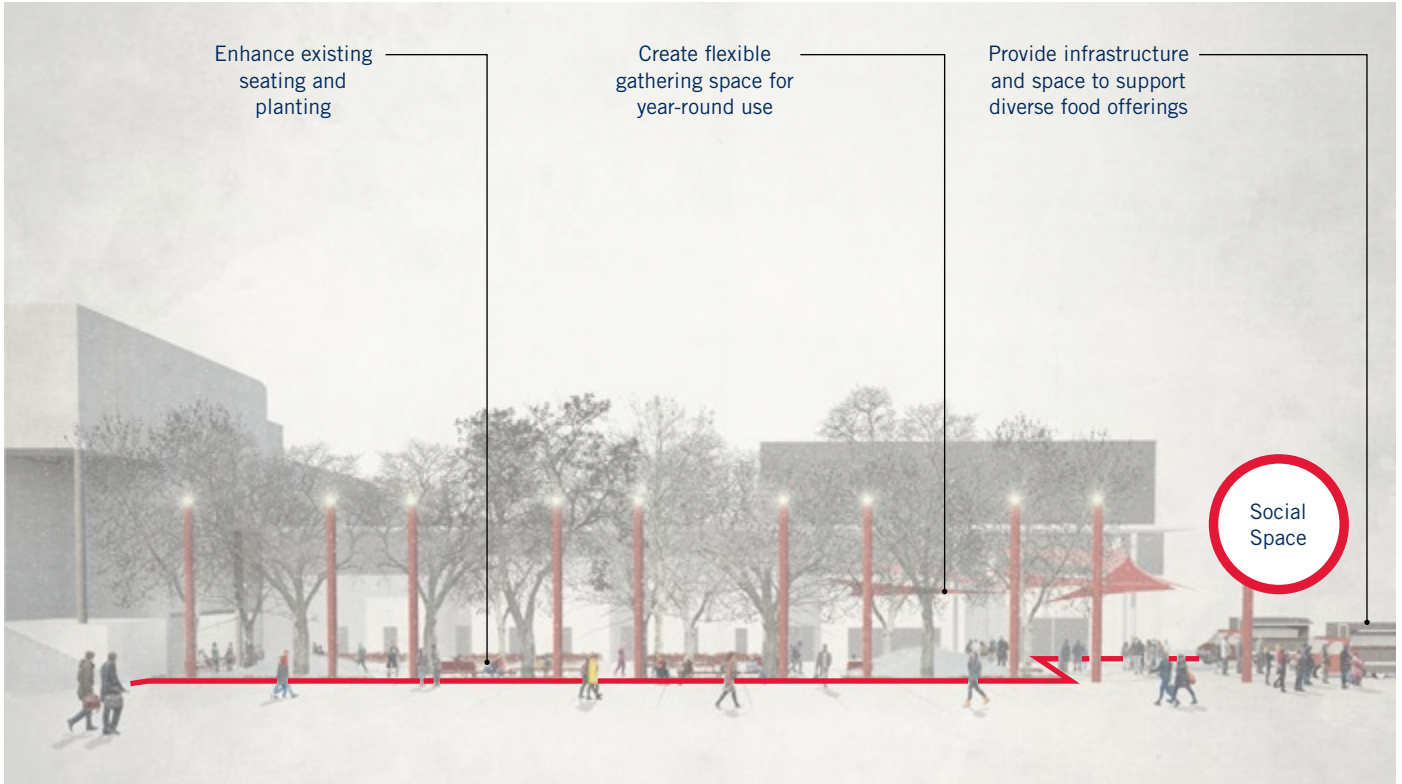 Enhance existing
seating and
planting
Create flexible
gathering space for
year-round use
Provide infrastructure
and space to support
diverse food offerings
Social
Space